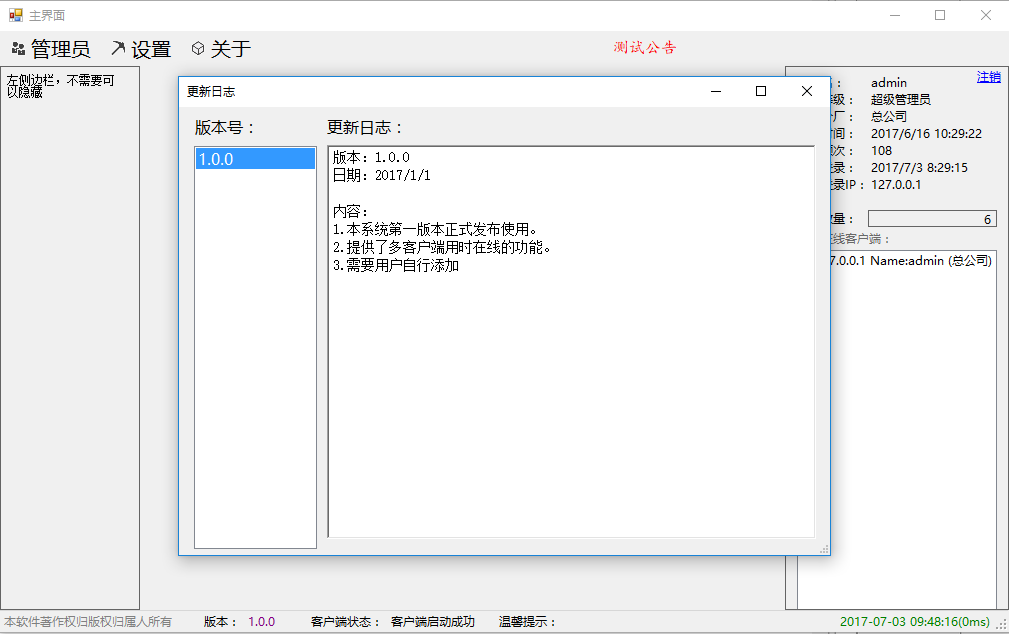 主界面
管理员 设置 关于
测试公告
左侧边栏，不需要可
以隐藏
更新日志
版本号：
1.0.0
更新日志：
版本：1.0.0
日期：2017/1/1
内容：
1.本系统第一版本正式发布使用。
2.提供了多客户端用时在线的功能。
3.需要用户自行添加
注销
： admin
级： 超级管理员
厂： 总公司
间： 2017/6/16 10:29:22
次： 108
录： 2017/7/3 8:29:15
录IP： 127.0.0.1
量： 6
线客户端：
7.0.0.1 Name:admin (总公司)
本软件著作权归版权归属人所有 版本： 1.0.0 客户端状态： 客户端启动成功 温馨提示： 2017-07-03 09:48:16(0ms)